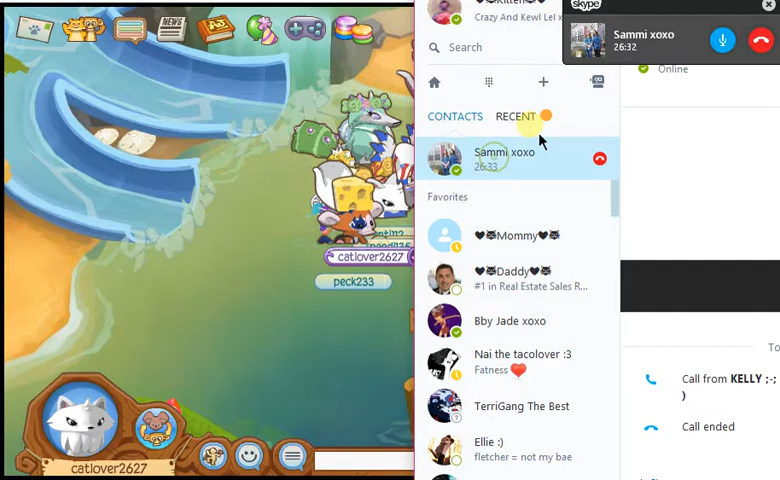 NEWS
catlover2627
peck233
catlover2627
Crazy And Kewl Lel x
Search
CONTACTS RECENT
Sammi xoxo
26:33
Favorites
♥😼Mommy♥😼
♥😼Daddy♥😼
#1 in Real Estate Sales R...
Bby Jade xoxo
Nai the tacolover :3
Fatness ❤
TerriGang The Best
Ellie :)
fletcher = not my bae
skype
Sammi xoxo
26:32
Online
To
Call from KELLY ;-;
)
Call ended